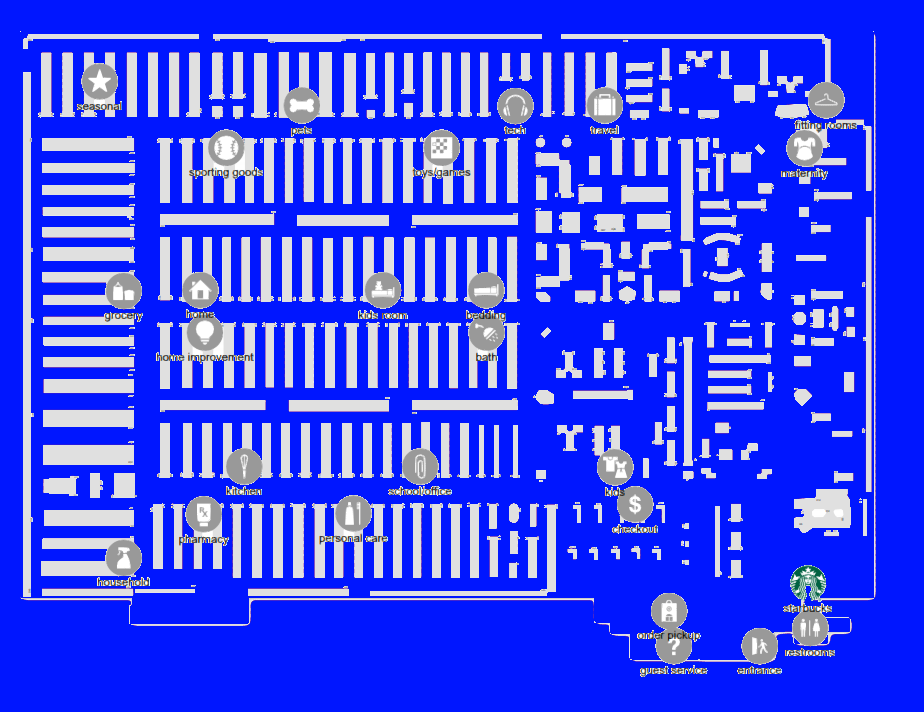 seasonal
pets
tech
travel
fitting rooms
sporting goods
toys/games
maternity
grocery
home
kids room
bedding
home improvement
bath
kitchen
school/office
kids
$
checkout
Rx
pharmacy
personal care
household
starbucks
order pickup
restrooms
?
guest service
entrance